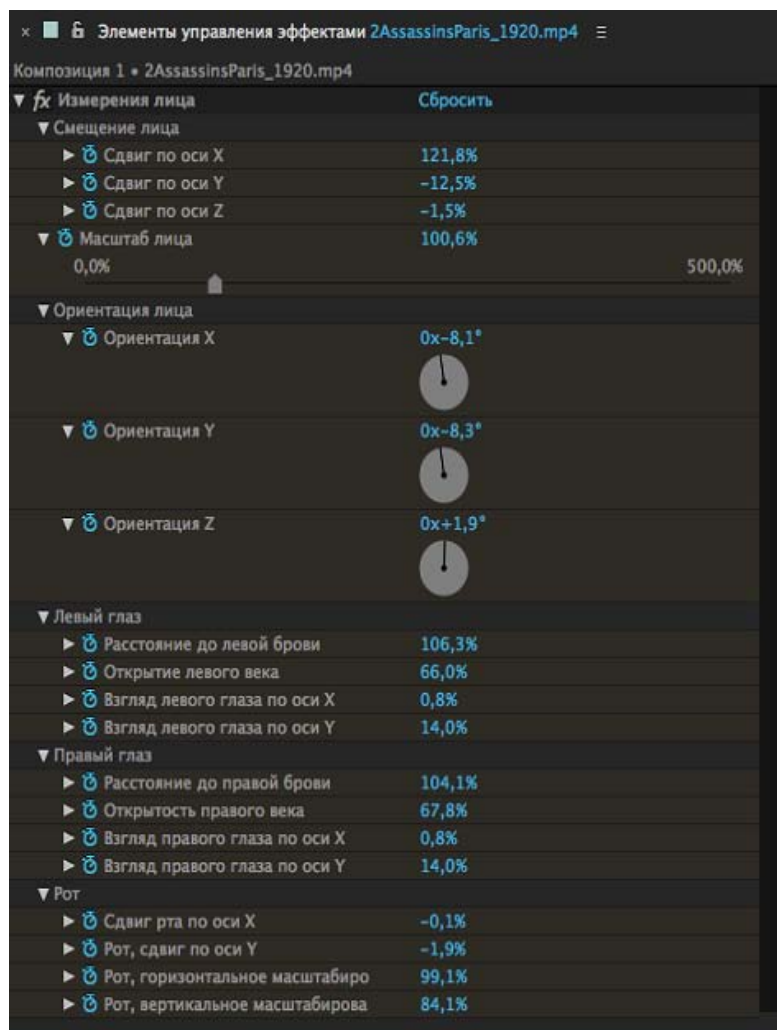 × Элементы управления эффектами 2AssassinsParis_1920.mp4 ≡
Композиция 1 • 2AssassinsParis_1920.mp4
▼ fx Измерения лица Сбросить
▼ Смещение лица
▶ Сдвиг по оси X 121,8%
▶ Сдвиг по оси Y -12,5%
▶ Сдвиг по оси Z -1,5%
▼ Масштаб лица 100,6%
0,0% 500,0%
▼ Ориентация лица
▼ Ориентация X 0x-8,1°
▼ Ориентация Y 0x-8,3°
▼ Ориентация Z 0x+1,9°
▼ Левый глаз
▶ Расстояние до левой брови 106,3%
▶ Открытие левого века 66,0%
▶ Взгляд левого глаза по оси X 0,8%
▶ Взгляд левого глаза по оси Y 14,0%
▼ Правый глаз
▶ Расстояние до правой брови 104,1%
▶ Открытость правого века 67,8%
▶ Взгляд правого глаза по оси X 0,8%
▶ Взгляд правого глаза по оси Y 14,0%
▼ Рот
▶ Сдвиг рта по оси X -0,1%
▶ Рот, сдвиг по оси Y -1,9%
▶ Рот, горизонтальное масштабиро 99,1%
▶ Рот, вертикальное масштабирова 84,1%